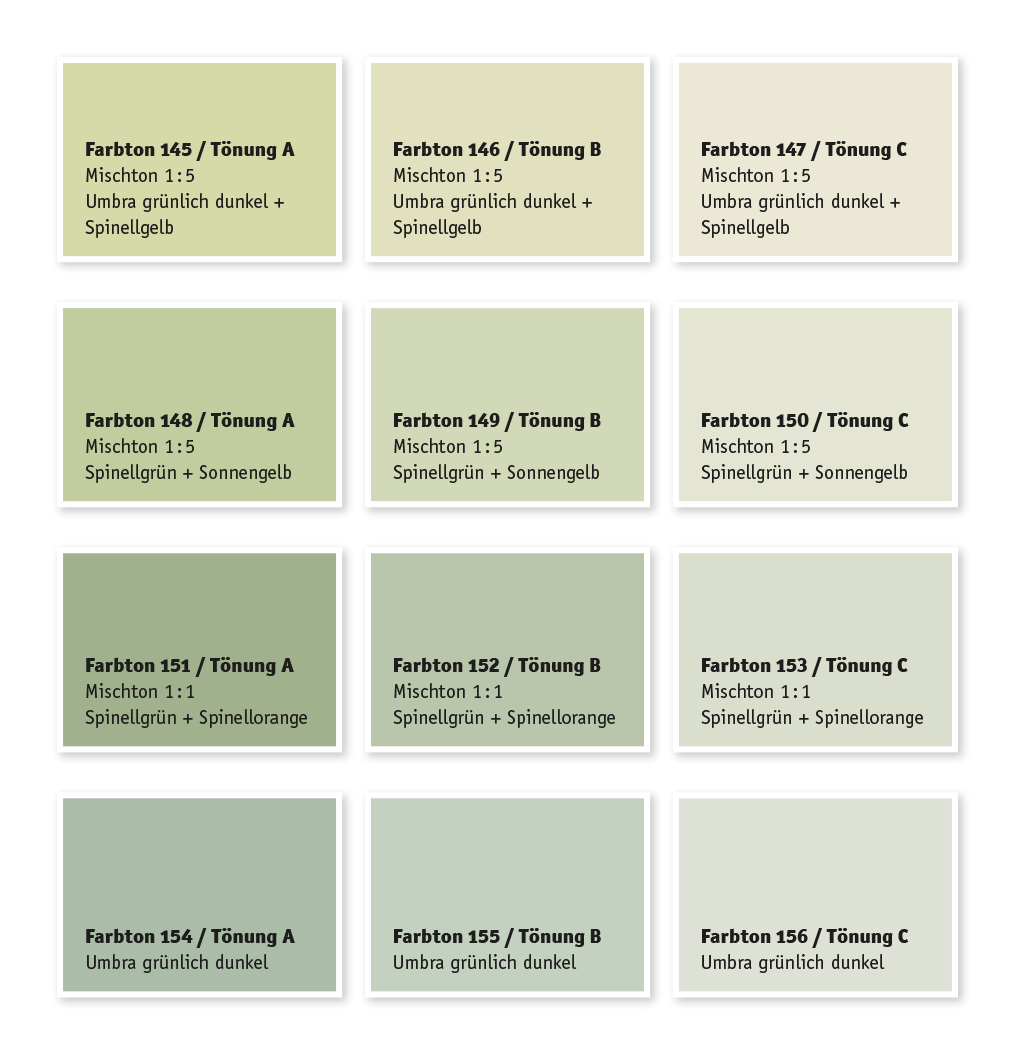 Farbton 145 / Tönung A
Mischton 1:5
Umbra grünlich dunkel +
Spinellgelb
Farbton 146 / Tönung B
Mischton 1:5
Umbra grünlich dunkel +
Spinellgelb
Farbton 147 / Tönung C
Mischton 1:5
Umbra grünlich dunkel +
Spinellgelb
Farbton 148 / Tönung A
Mischton 1:5
Spinellgrün + Sonnengelb
Farbton 149 / Tönung B
Mischton 1:5
Spinellgrün + Sonnengelb
Farbton 150 / Tönung C
Mischton 1:5
Spinellgrün + Sonnengelb
Farbton 151 / Tönung A
Mischton 1:1
Spinellgrün + Spinellorange
Farbton 152 / Tönung B
Mischton 1:1
Spinellgrün + Spinellorange
Farbton 153 / Tönung C
Mischton 1:1
Spinellgrün + Spinellorange
Farbton 154 / Tönung A
Umbra grünlich dunkel
Farbton 155 / Tönung B
Umbra grünlich dunkel
Farbton 156 / Tönung C
Umbra grünlich dunkel